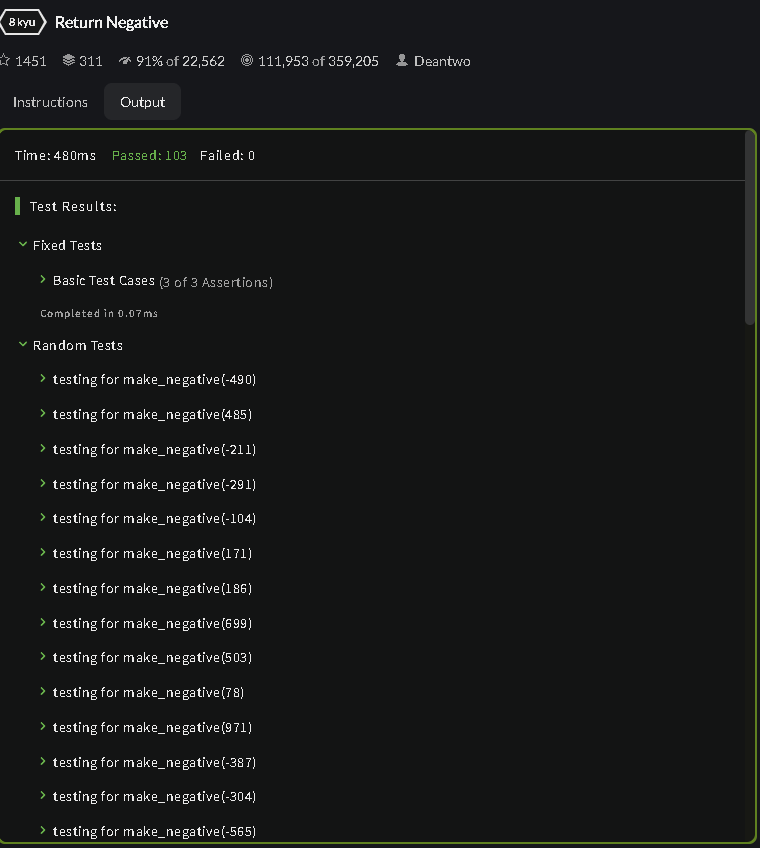 8 kyu Return Negative
1451 311 91% of 22,562 111,953 of 359,205 Deantwo
Instructions Output
Time: 480ms Passed: 103 Failed: 0
Test Results:
Fixed Tests
Basic Test Cases (3 of 3 Assertions)
Completed in 0.07ms
Random Tests
testing for make_negative(-490)
testing for make_negative(485)
testing for make_negative(-211)
testing for make_negative(-291)
testing for make_negative(-104)
testing for make_negative(171)
testing for make_negative(186)
testing for make_negative(699)
testing for make_negative(503)
testing for make_negative(78)
testing for make_negative(971)
testing for make_negative(-387)
testing for make_negative(-304)
testing for make_negative(-565)